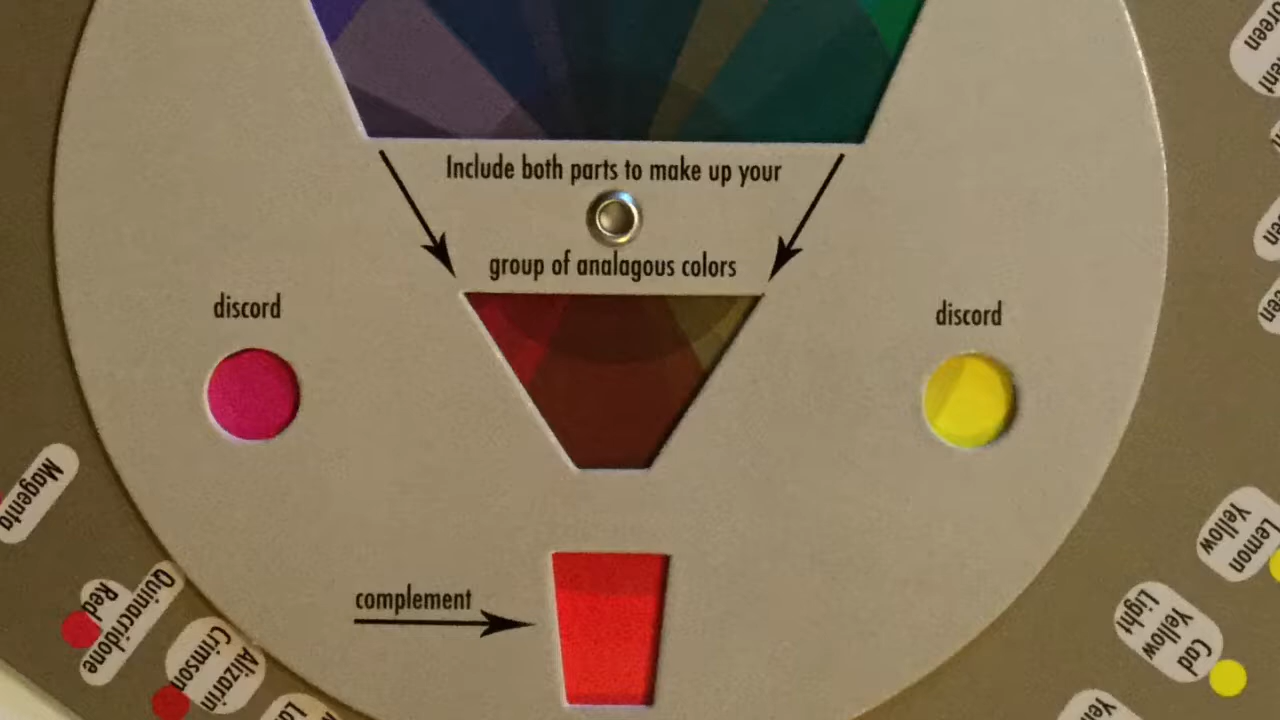 Include both parts to make up your
group of analagous colors
discord
discord
complement
Magenta
Quinacridone
Red
Alizarin
Crimson
Lemon
Yellow
Cad
Yellow
Light